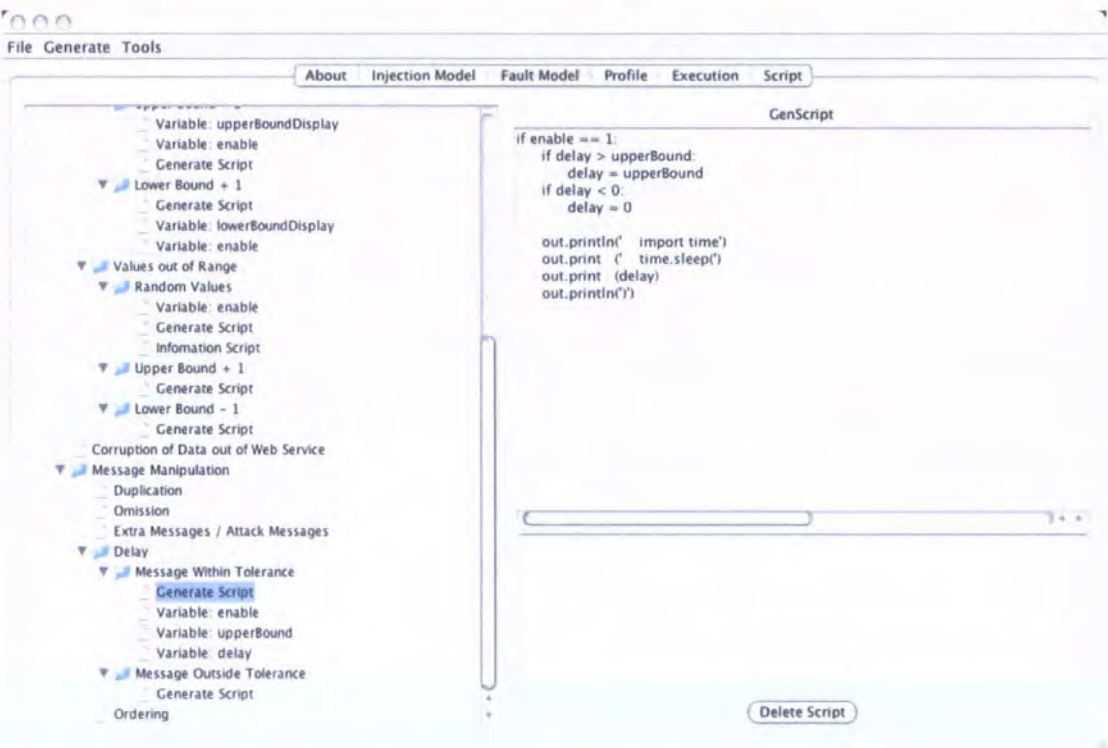 File Generate Tools
About Injection Model Fault Model Profile Execution Script
Variable: upperBoundDisplay
Variable: enable
Generate Script
Lower Bound + 1
Generate Script
Variable: lowerBoundDisplay
Variable: enable
Values out of Range
Random Values
Variable: enable
Generate Script
Infomation Script
Upper Bound + 1
Generate Script
Lower Bound - 1
Generate Script
Corruption of Data out of Web Service
Message Manipulation
Duplication
Omission
Extra Messages / Attack Messages
Delay
Message Within Tolerance
Generate Script
Variable: enable
Variable: upperBound
Variable: delay
Message Outside Tolerance
Generate Script
Ordering
GenScript
if enable == 1:
if delay > upperBound:
delay = upperBound
if delay < 0:
delay = 0
out.println('    import time')
out.print ('    time.sleep(')
out.print (delay)
out.println(')')
Delete Script